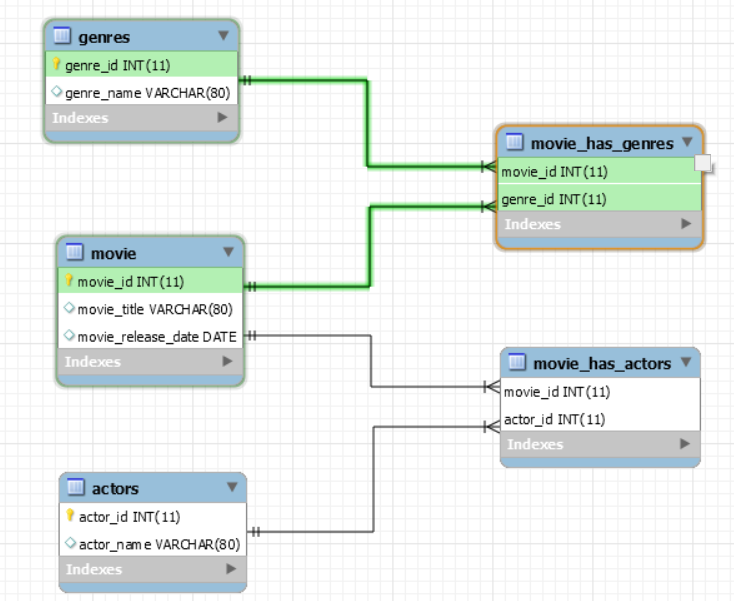 genres
genre_id INT(11)
genre_name VARCHAR(80)
Indexes
movie_has_genres
movie_id INT(11)
genre_id INT(11)
Indexes
movie
movie_id INT(11)
movie_title VARCHAR(80)
movie_release_date DATE
Indexes
movie_has_actors
movie_id INT(11)
actor_id INT(11)
Indexes
actors
actor_id INT(11)
actor_name VARCHAR(80)
Indexes